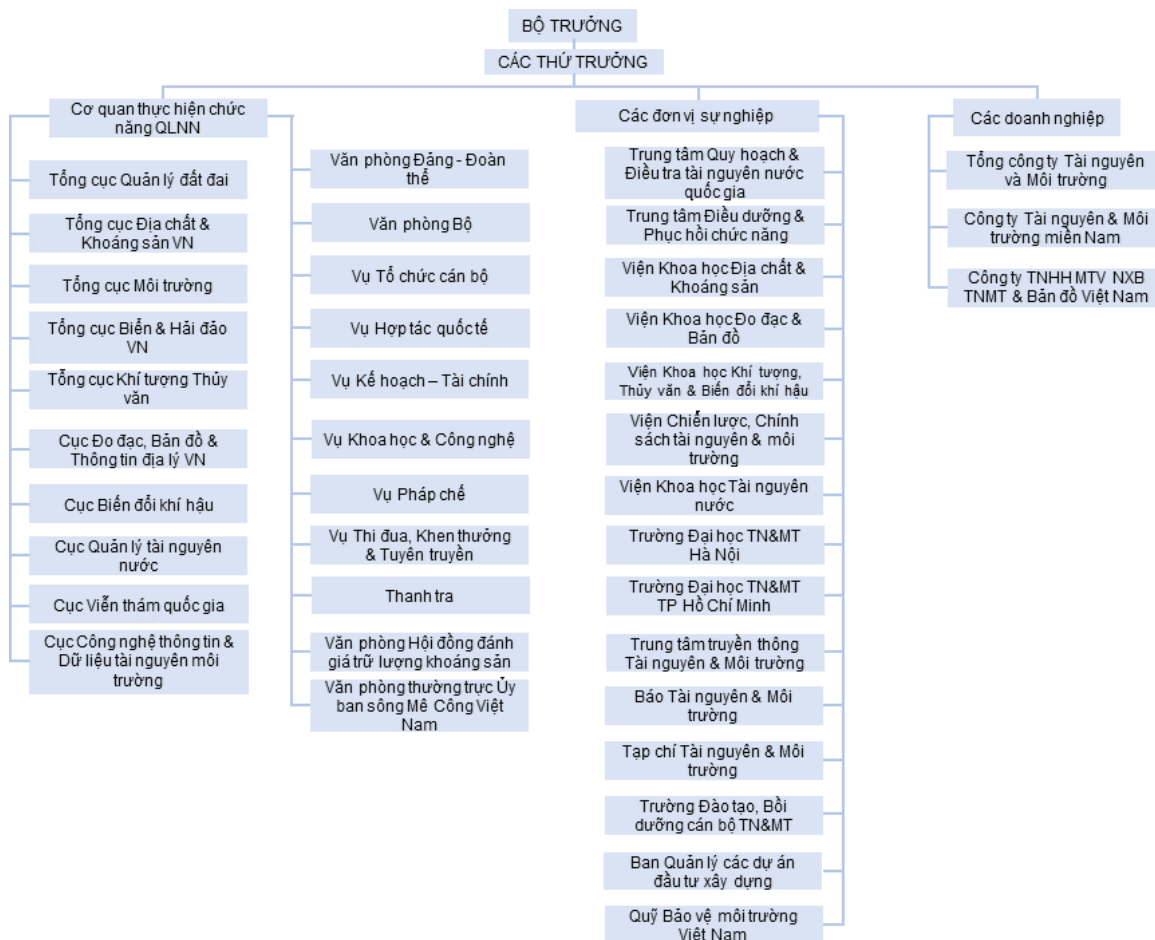 BỘ TRƯỞNG
CÁC THỨ TRƯỞNG
Cơ quan thực hiện chức
năng QLNN
Tổng cục Quản lý đất đai
Tổng cục Địa chất &
Khoáng sản VN
Tổng cục Môi trường
Tổng cục Biển & Hải đảo
VN
Tổng cục Khí tượng Thủy
văn
Cục Đo đạc, Bản đồ &
Thông tin địa lý VN
Cục Biến đổi khí hậu
Cục Quản lý tài nguyên
nước
Cục Viễn thám quốc gia
Cục Công nghệ thông tin &
Dữ liệu tài nguyên môi
trường
Văn phòng Đảng - Đoàn
thể
Văn phòng Bộ
Vụ Tổ chức cán bộ
Vụ Hợp tác quốc tế
Vụ Kế hoạch – Tài chính
Vụ Khoa học & Công nghệ
Vụ Pháp chế
Vụ Thi đua, Khen thưởng
& Tuyên truyền
Thanh tra
Văn phòng Hội đồng đánh
giá trữ lượng khoáng sản
Văn phòng thường trực Ủy
ban sông Mê Công Việt
Nam
Các đơn vị sự nghiệp
Trung tâm Quy hoạch &
Điều tra tài nguyên nước
quốc gia
Trung tâm Điều dưỡng &
Phục hồi chức năng
Viện Khoa học Địa chất &
Khoáng sản
Viện Khoa học Đo đạc &
Bản đồ
Viện Khoa học Khí tượng,
Thủy văn & Biến đổi khí hậu
Viện Chiến lược, Chính
sách tài nguyên & môi
trường
Viện Khoa học Tài nguyên
nước
Trường Đại học TN&MT
Hà Nội
Trường Đại học TN&MT
TP Hồ Chí Minh
Trung tâm truyền thông
Tài nguyên & Môi trường
Báo Tài nguyên & Môi
trường
Tạp chí Tài nguyên & Môi
trường
Trường Đào tạo, Bồi
dưỡng cán bộ TN&MT
Ban Quản lý các dự án
đầu tư xây dựng
Quỹ Bảo vệ môi trường
Việt Nam
Các doanh nghiệp
Tổng công ty Tài nguyên
và Môi trường
Công ty Tài nguyên & Môi
trường miền Nam
Công ty TNHH MTV NXB
TNMT & Bản đồ Việt Nam